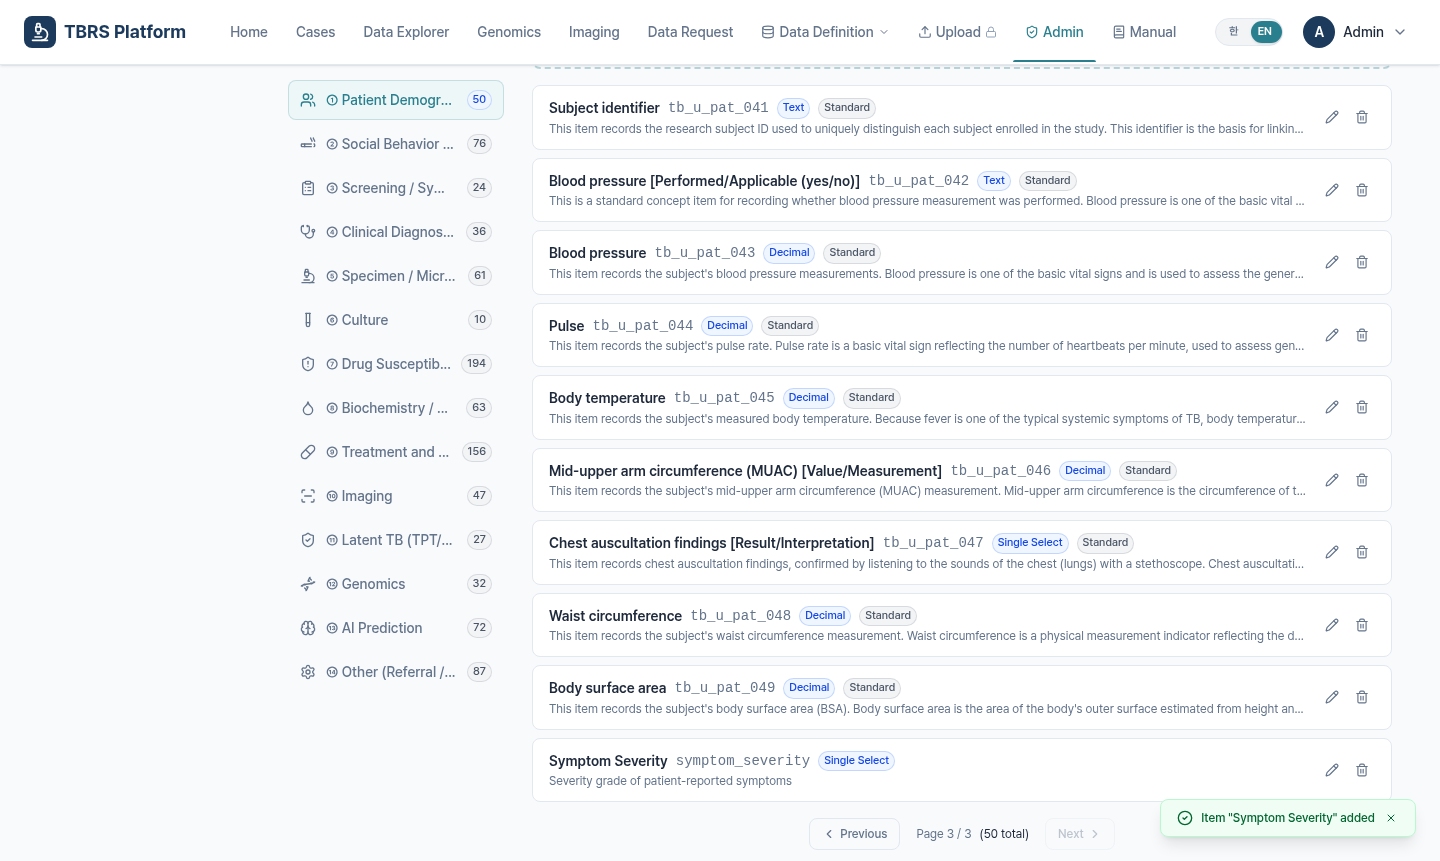 TBRS Platform
Home
Cases
Data Explorer
Genomics
Imaging
Data Request
Data Definition
Upload
Admin
Manual
한
EN
A
Admin
① Patient Demogr... 50
② Social Behavior ... 76
③ Screening / Sy... 24
④ Clinical Diagnos... 36
⑤ Specimen / Micr... 61
⑥ Culture 10
⑦ Drug Susceptib... 194
⑧ Biochemistry / ... 63
⑨ Treatment and ... 156
⑩ Imaging 47
⑪ Latent TB (TPT/... 27
⑫ Genomics 32
⑬ AI Prediction 72
⑭ Other (Referral /... 87
Subject identifier tb_u_pat_041 Text Standard
This item records the research subject ID used to uniquely distinguish each subject enrolled in the study. This identifier is the basis for linkin...
Blood pressure [Performed/Applicable (yes/no)] tb_u_pat_042 Text Standard
This is a standard concept item for recording whether blood pressure measurement was performed. Blood pressure is one of the basic vital ...
Blood pressure tb_u_pat_043 Decimal Standard
This item records the subject's blood pressure measurements. Blood pressure is one of the basic vital signs and is used to assess the gener...
Pulse tb_u_pat_044 Decimal Standard
This item records the subject's pulse rate. Pulse rate is a basic vital sign reflecting the number of heartbeats per minute, used to assess gen...
Body temperature tb_u_pat_045 Decimal Standard
This item records the subject's measured body temperature. Because fever is one of the typical systemic symptoms of TB, body temperatur...
Mid-upper arm circumference (MUAC) [Value/Measurement] tb_u_pat_046 Decimal Standard
This item records the subject's mid-upper arm circumference (MUAC) measurement. Mid-upper arm circumference is the circumference of t...
Chest auscultation findings [Result/Interpretation] tb_u_pat_047 Single Select Standard
This item records chest auscultation findings, confirmed by listening to the sounds of the chest (lungs) with a stethoscope. Chest auscultati...
Waist circumference tb_u_pat_048 Decimal Standard
This item records the subject's waist circumference measurement. Waist circumference is a physical measurement indicator reflecting the d...
Body surface area tb_u_pat_049 Decimal Standard
This item records the subject's body surface area (BSA). Body surface area is the area of the body's outer surface estimated from height an...
Symptom Severity symptom_severity Single Select
Severity grade of patient-reported symptoms
Previous
Page 3 / 3 (50 total)
Next
Item "Symptom Severity" added